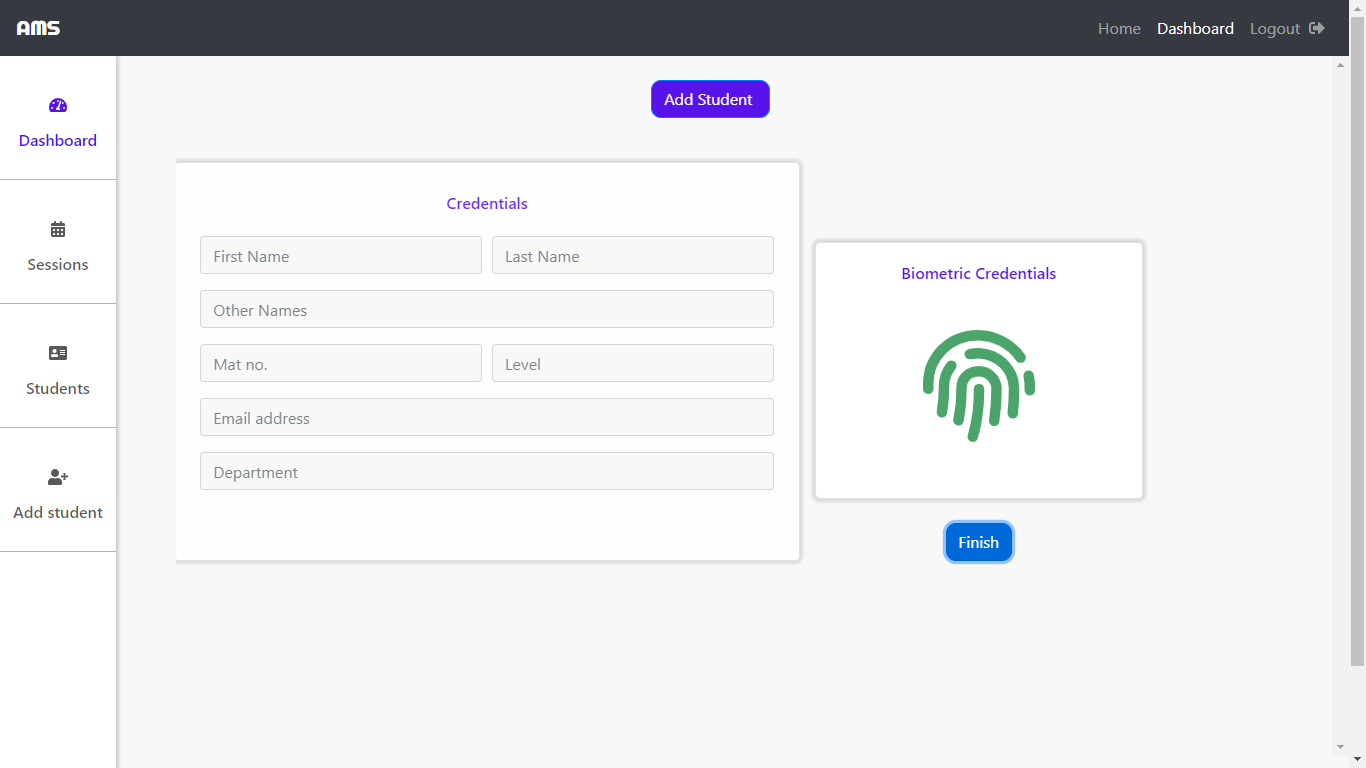 AMS
Home Dashboard Logout
Dashboard
Sessions
Students
Add student
Add Student
Credentials
First Name Last Name
Other Names
Mat no. Level
Email address
Department
Biometric Credentials
Finish